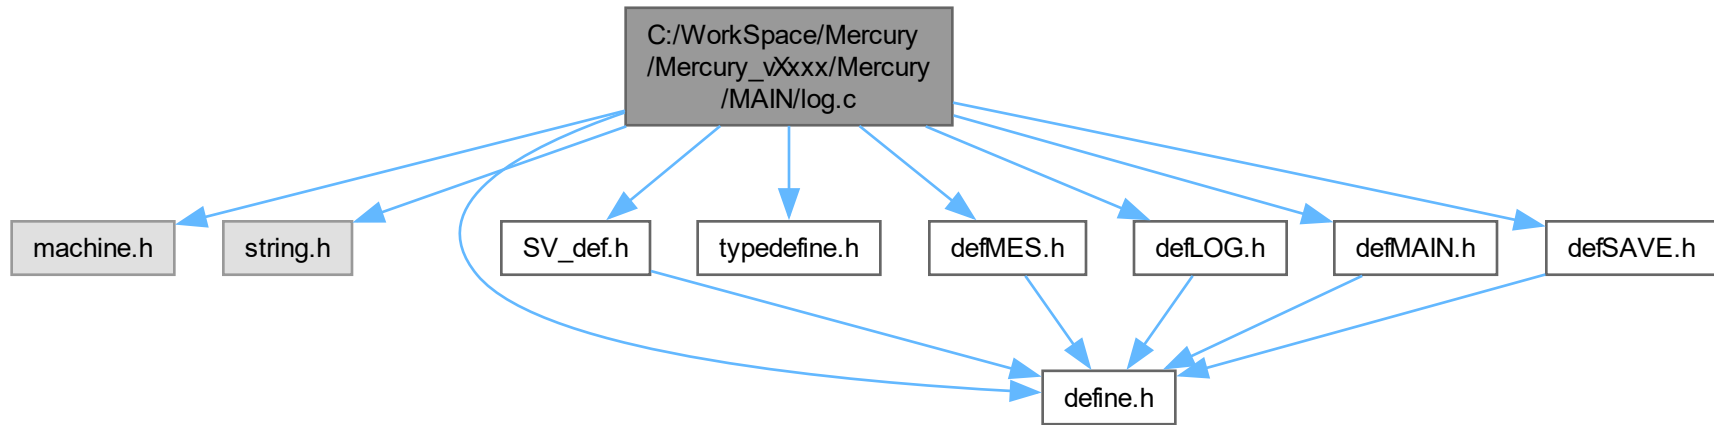 C:/WorkSpace/Mercury
/Mercury_vXxxx/Mercury
/MAIN/log.c
machine.h
string.h
SV_def.h
typedefine.h
defMES.h
defLOG.h
defMAIN.h
defSAVE.h
define.h